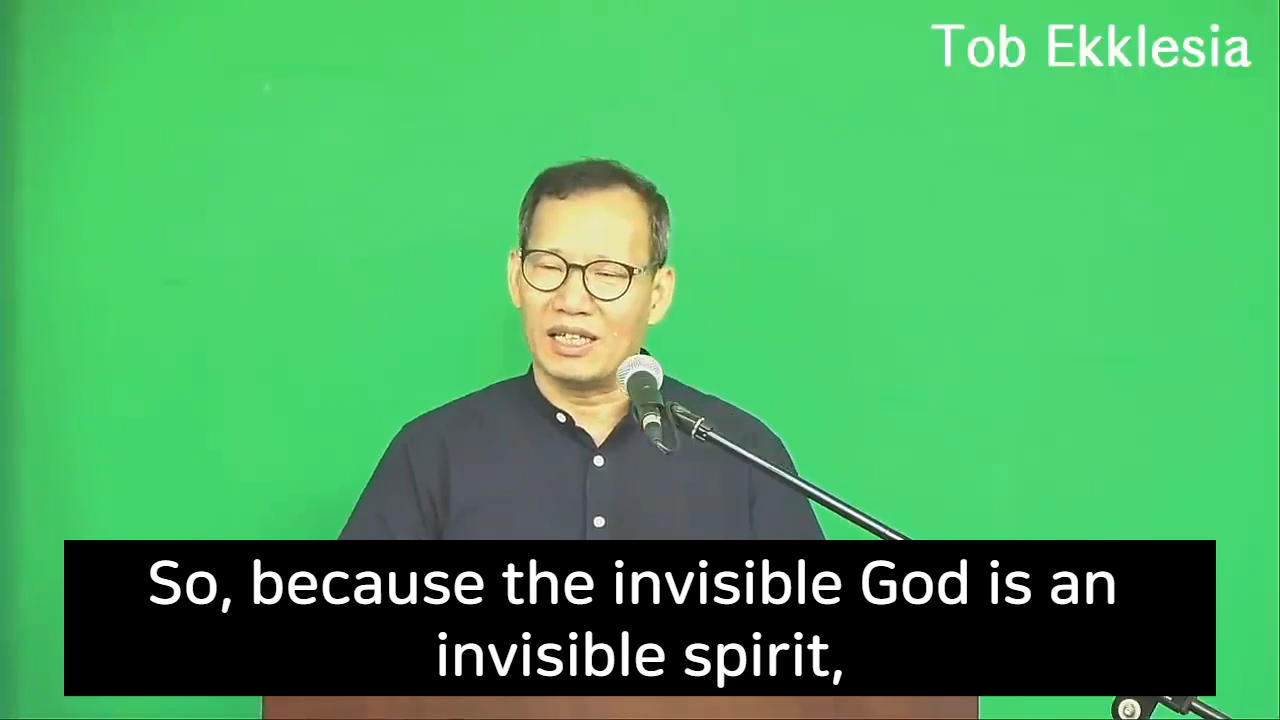 Tob Ekklesia
So, because the invisible God is an
invisible spirit,